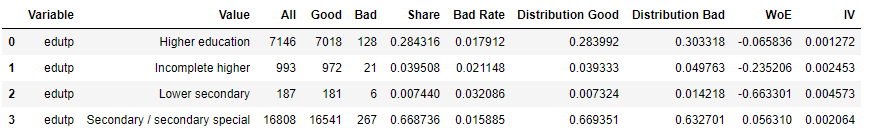 Variable Value All Good Bad Share Bad Rate Distribution Good Distribution Bad WoE IV
0 edutp Higher education 7146 7018 128 0.284316 0.017912 0.283992 0.303318 -0.065836 0.001272
1 edutp Incomplete higher 993 972 21 0.039508 0.021148 0.039333 0.049763 -0.235206 0.002453
2 edutp Lower secondary 187 181 6 0.007440 0.032086 0.007324 0.014218 -0.663301 0.004573
3 edutp Secondary / secondary special 16808 16541 267 0.668736 0.015885 0.669351 0.632701 0.056310 0.002064